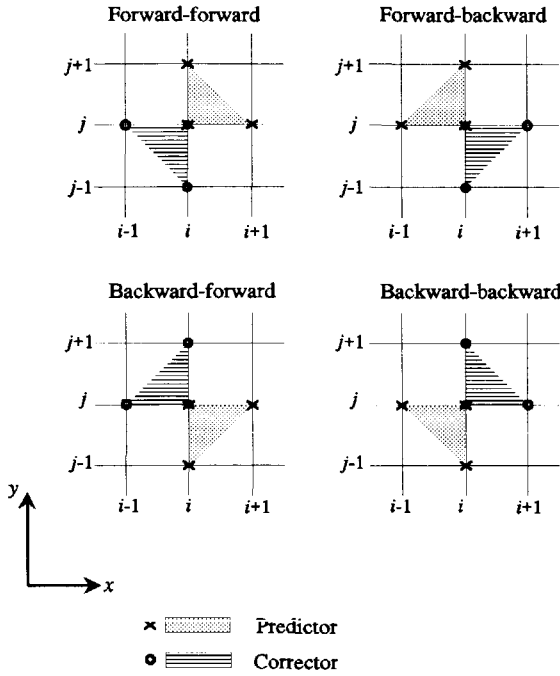 Forward-forward
j+1
j
j-1
i-1 i i+1
Forward-backward
j+1
j
j-1
i-1 i i+1
Backward-forward
j+1
j
j-1
i-1 i i+1
Backward-backward
j+1
j
j-1
i-1 i i+1
y
x
Predictor
Corrector